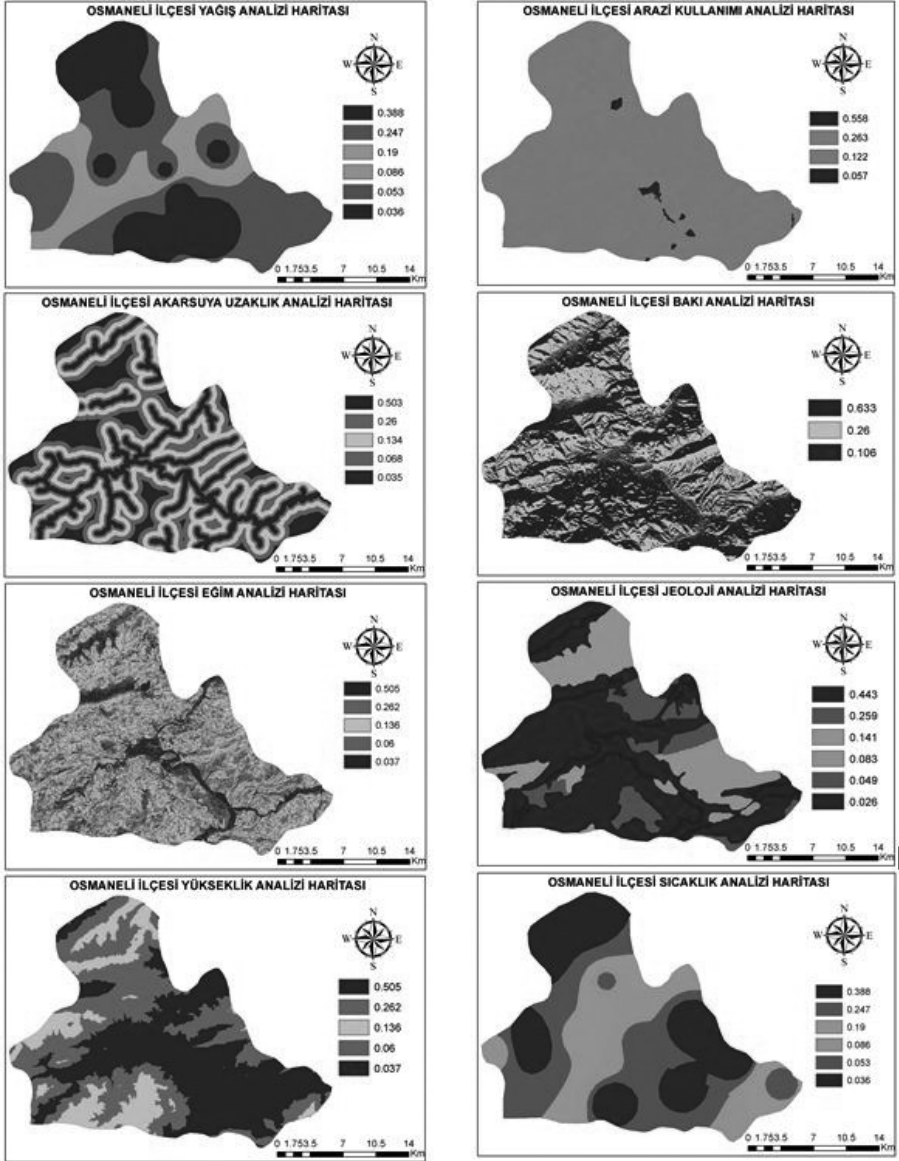 OSMANELİ İLÇESİ YAĞIŞ ANALİZİ HARİTASI
N
W E
S
0.388
0.247
0.19
0.086
0.053
0.036
0 1.753.5 7 10.5 14
Km
OSMANELİ İLÇESİ ARAZİ KULLANIMI ANALİZ HARİTASI
N
W E
S
0.558
0.263
0.122
0.057
0 1.753.5 7 10.5 14
Km
OSMANELİ İLÇESİ AKARSUYA UZAKLIK ANALİZİ HARİTASI
N
W E
S
0.503
0.26
0.134
0.068
0.035
0 1.753.5 7 10.5 14
Km
OSMANELİ İLÇESİ BAKI ANALİZİ HARİTASI
N
W E
S
0.633
0.26
0.106
0 1.753.5 7 10.5 14
Km
OSMANELİ İLÇESİ EĞİM ANALİZİ HARİTASI
N
W E
S
0.505
0.262
0.136
0.06
0.037
0 1.753.5 7 10.5 14
Km
OSMANELİ İLÇESİ JEOLOJİ ANALİZİ HARİTASI
N
W E
S
0.443
0.259
0.141
0.083
0.049
0.026
0 1.753.5 7 10.5 14
Km
OSMANELİ İLÇESİ YÜKSEKLİK ANALİZİ HARİTASI
N
W E
S
0.505
0.262
0.136
0.06
0.037
0 1.753.5 7 10.5 14
Km
OSMANELİ İLÇESİ SICAKLIK ANALİZİ HARİTASI
N
W E
S
0.388
0.247
0.19
0.086
0.053
0.036
0 1.753.5 7 10.5 14
Km